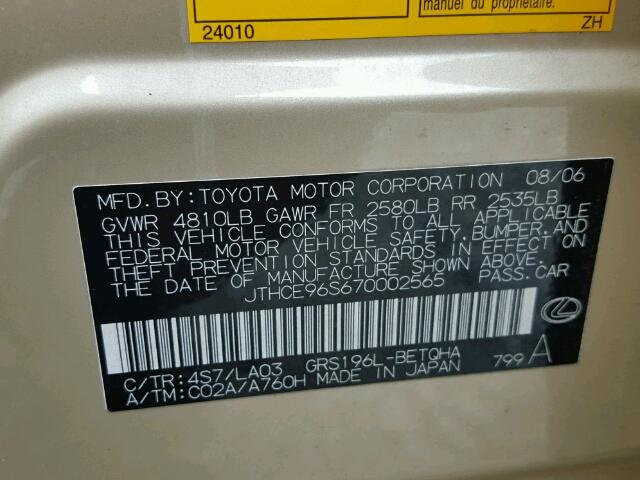 manuel du propriétaire.
24010 ZH
MFD. BY: TOYOTA MOTOR CORPORATION 08/06
GVWR 4810LB GAWR FR 2580LB RR 2535LB
THIS VEHICLE CONFORMS TO ALL APPLICABLE
FEDERAL MOTOR VEHICLE SAFETY, BUMPER, AND
THEFT PREVENTION STANDARDS IN EFFECT ON
THE DATE OF MANUFACTURE SHOWN ABOVE.
JTHCE96S670002565 PASS. CAR
C/TR: 4S7/LA03 GRS196L-BETQHA 799 A
A/TM: C02A/A760H MADE IN JAPAN